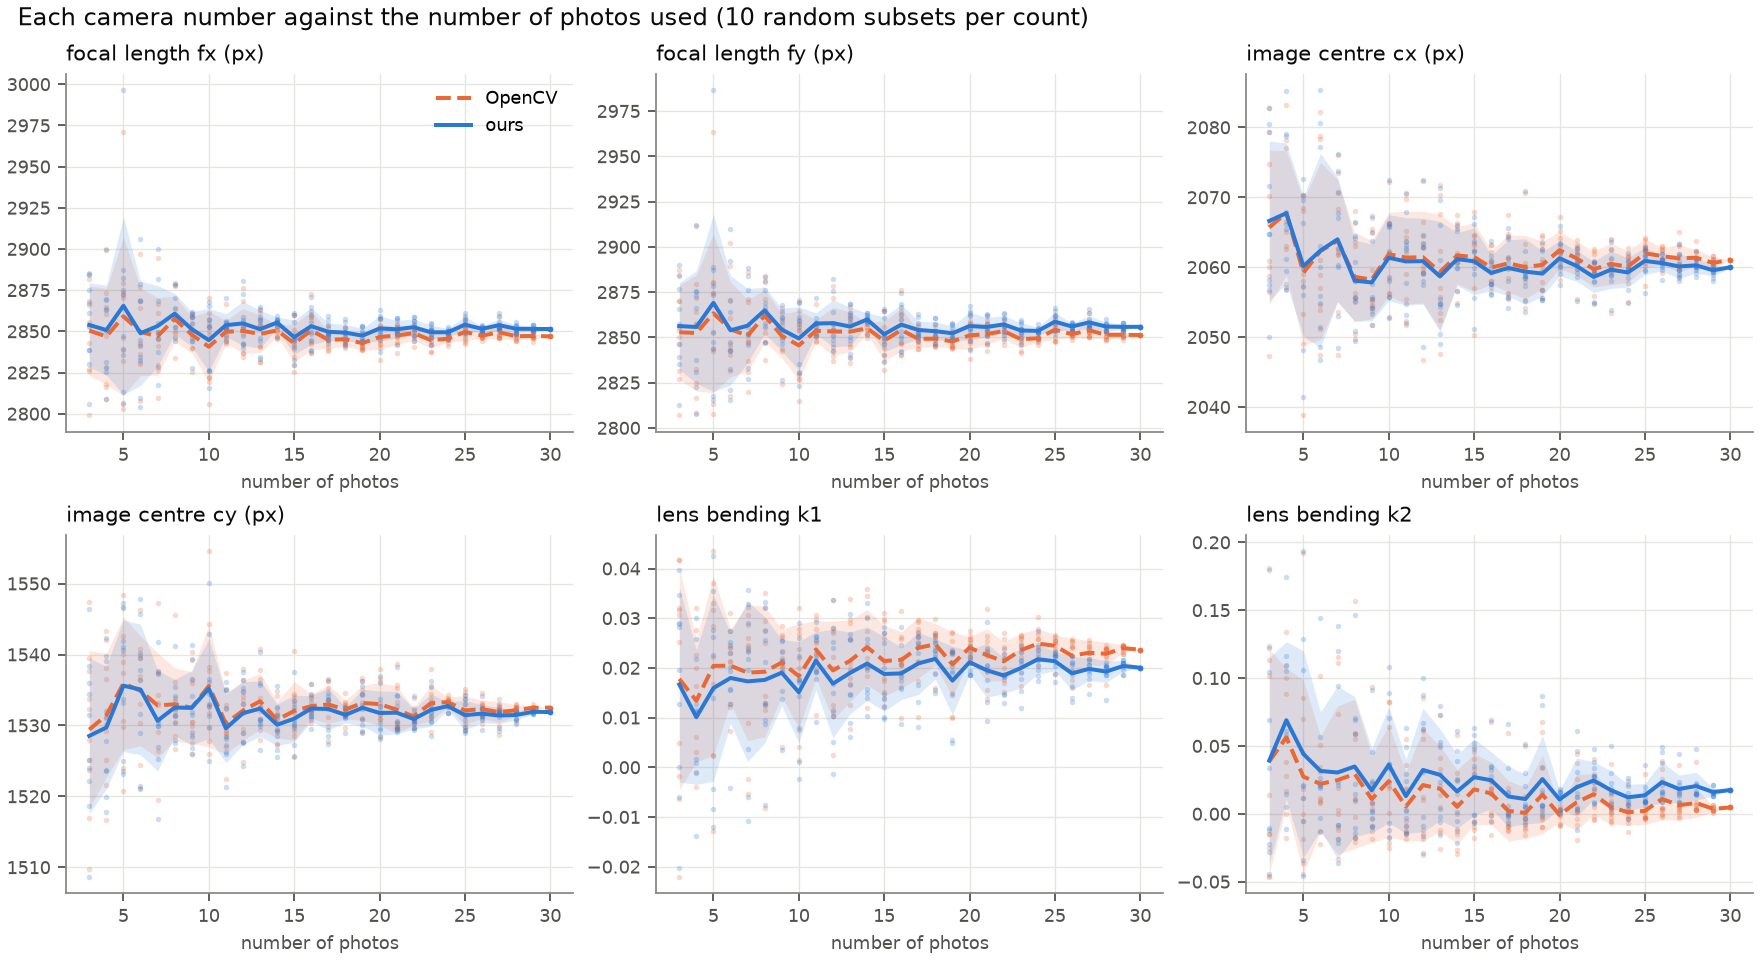 Each camera number against the number of photos used (10 random subsets per count)
focal length fx (px)
3000
2975
2950
2925
2900
2875
2850
2825
2800
OpenCV
ours
5 10 15 20 25 30
number of photos
focal length fy (px)
2975
2950
2925
2900
2875
2850
2825
2800
5 10 15 20 25 30
number of photos
image centre cx (px)
2080
2070
2060
2050
2040
5 10 15 20 25 30
number of photos
image centre cy (px)
1550
1540
1530
1520
1510
5 10 15 20 25 30
number of photos
lens bending k1
0.04
0.03
0.02
0.01
0.00
−0.01
−0.02
5 10 15 20 25 30
number of photos
lens bending k2
0.20
0.15
0.10
0.05
0.00
−0.05
5 10 15 20 25 30
number of photos